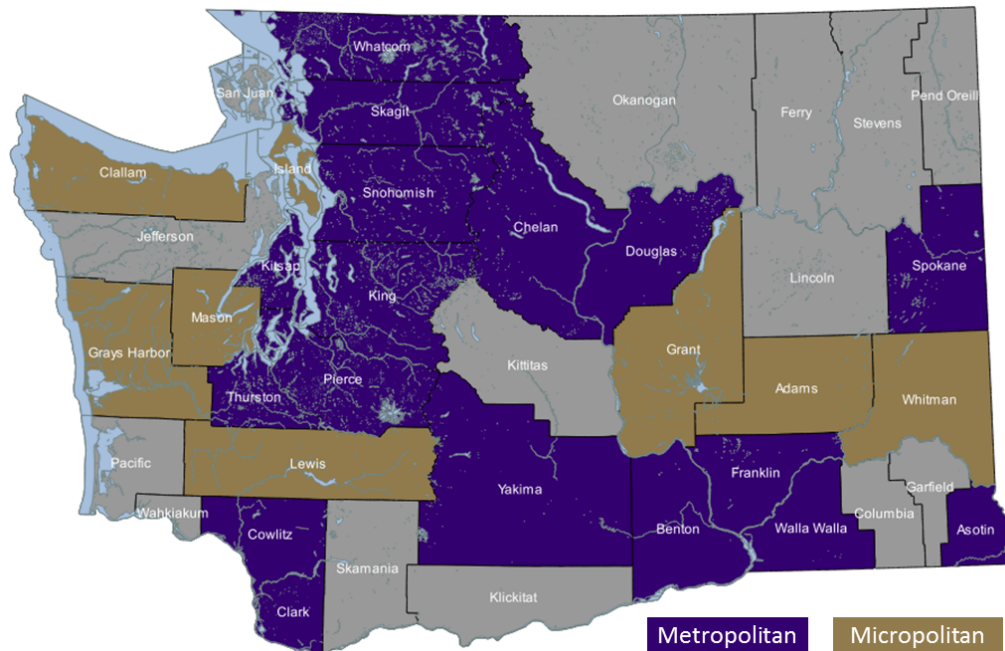 Whatcom
San Juan
Skagit
Okanogan
Ferry
Stevens
Pend Oreill
Clallam
Island
Snohomish
Jefferson
Chelan
Douglas
Kitsap
King
Lincoln
Spokane
Mason
Grays Harbor
Kittitas
Grant
Pierce
Thurston
Adams
Whitman
Pacific
Lewis
Yakima
Franklin
Garfield
Wahkiakum
Cowlitz
Benton
Walla Walla
Columbia
Asotin
Skamania
Klickitat
Clark
Metropolitan
Micropolitan